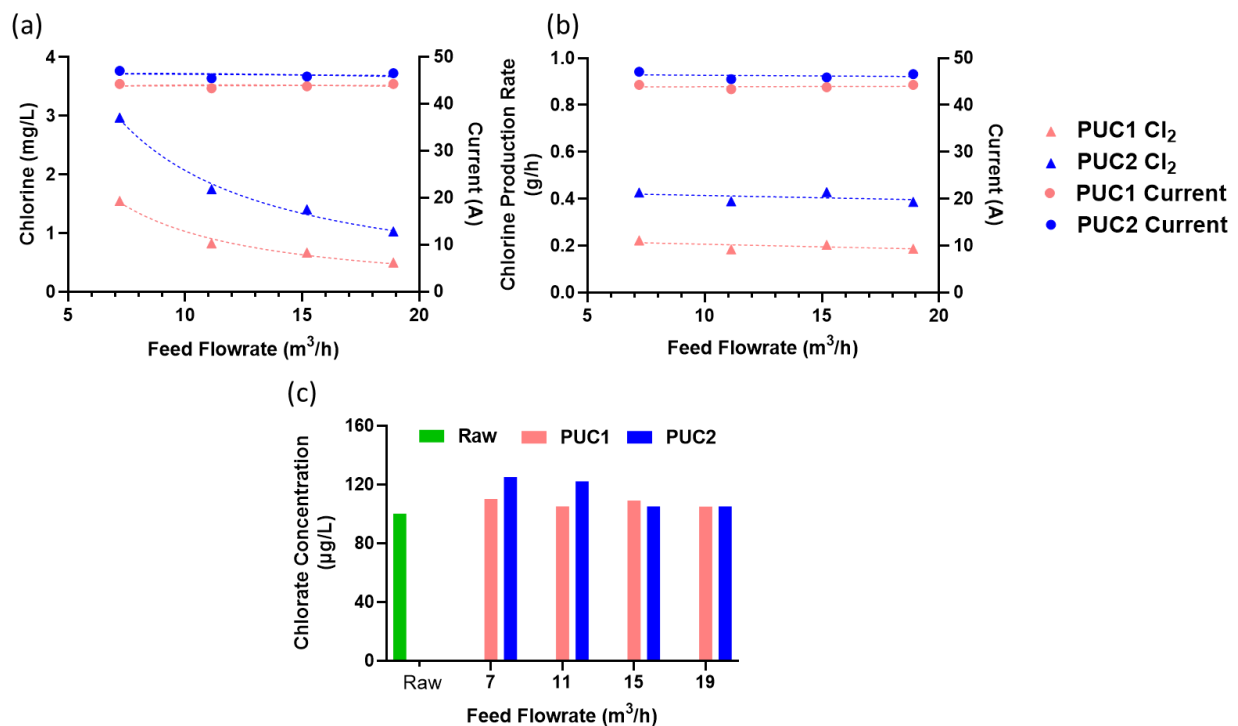 (a)
4
3
2
1
0
Chlorine (mg/L)
50
40
30
20
10
0
Current (A)
5
10
15
20
Feed Flowrate (m³/h)
(b)
1.0
0.8
0.6
0.4
0.2
0.0
Chlorine Production Rate
(g/h)
50
40
30
20
10
0
Current (A)
5
10
15
20
Feed Flowrate (m³/h)
PUC1 Cl₂
PUC2 Cl₂
PUC1 Current
PUC2 Current
(c)
Raw
PUC1
PUC2
160
120
80
40
0
Chlorate Concentration
(μg/L)
Raw
7
11
15
19
Feed Flowrate (m³/h)